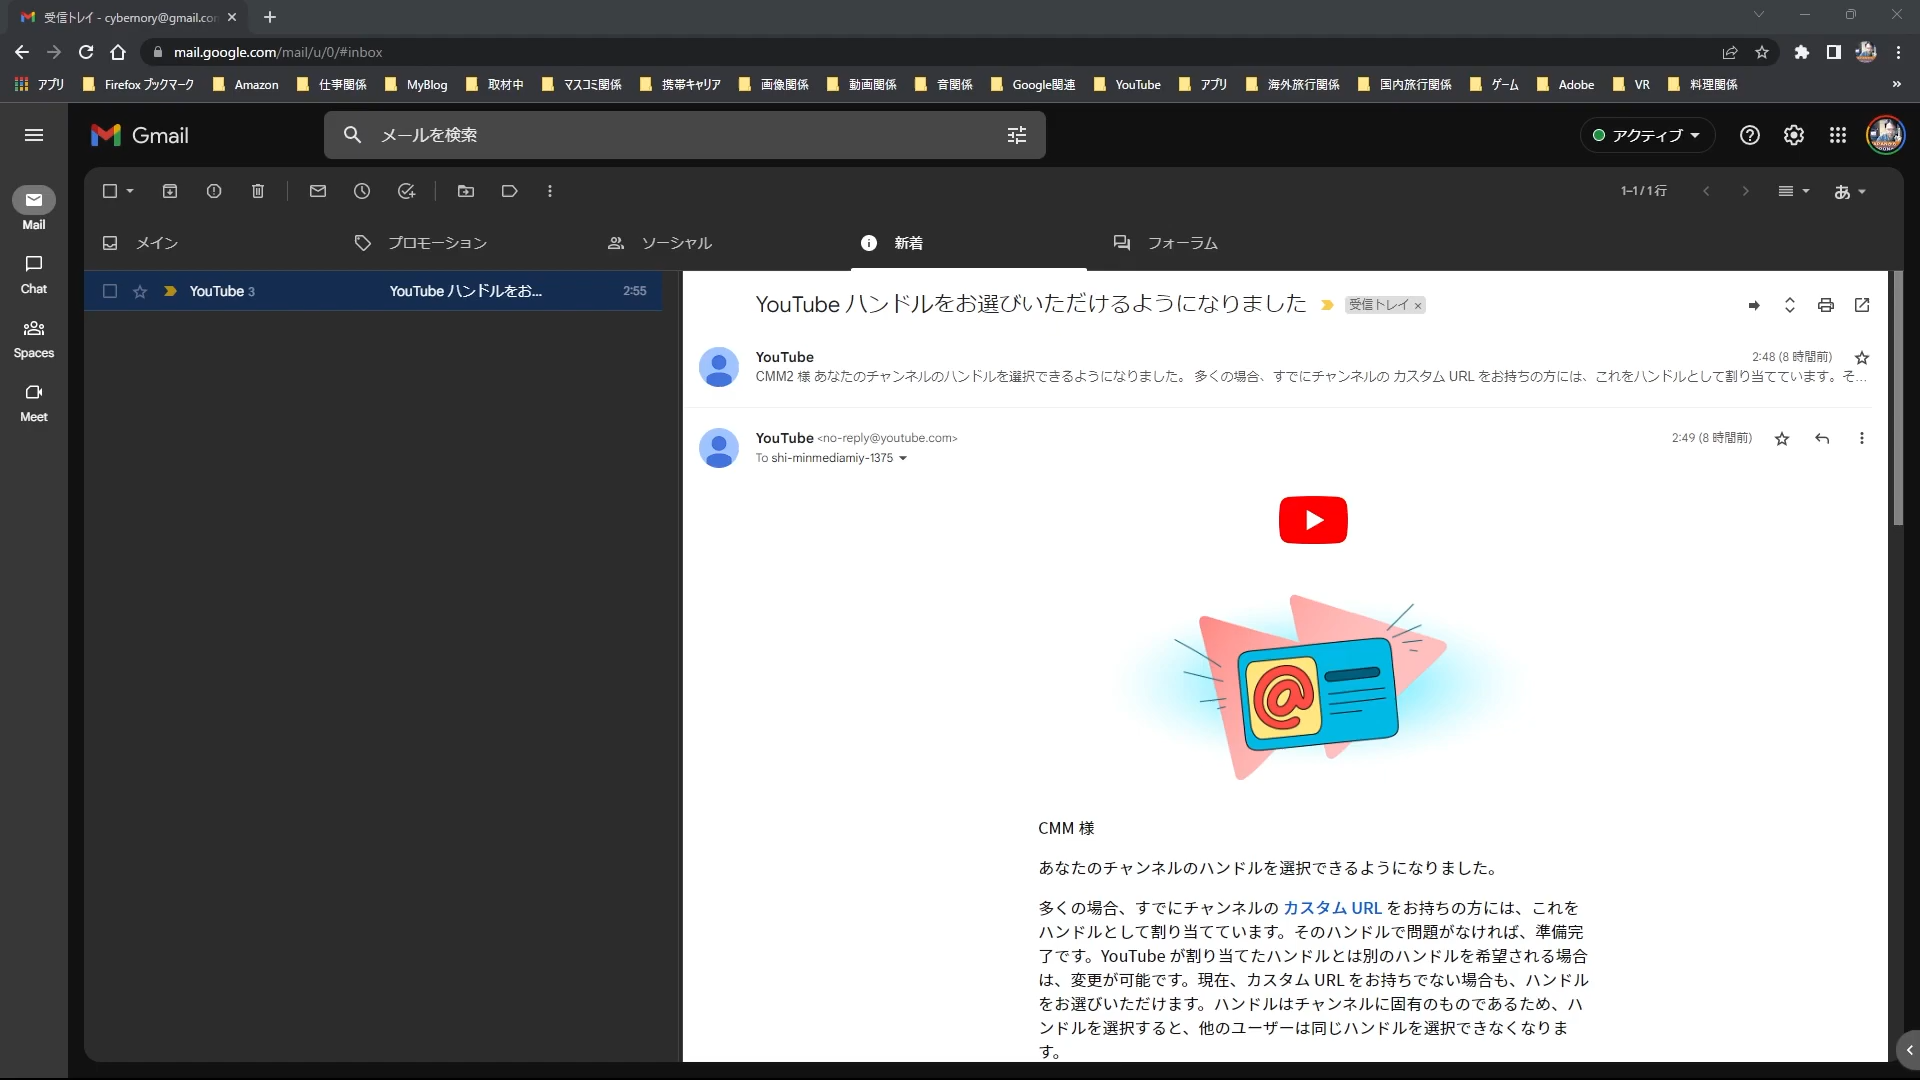 受信トレイ - cybernory@gmail.co
mail.google.com/mail/u/0/#inbox
アプリ Firefox ブックマーク Amazon 仕事関係 MyBlog 取材中 マスコミ関係 携帯キャリア 画像関係 動画関係 音関係 Google関連 YouTube アプリ 海外旅行関係 国内旅行関係 ゲーム Adobe VR 料理関係 »
Gmail
メールを検索
アクティブ
Mail
Chat
Spaces
Meet
1–1 / 1 行
あ
メイン プロモーション ソーシャル 新着 フォーラム
YouTube 3 YouTube ハンドルをお... 2:55
YouTube ハンドルをお選びいただけるようになりました
受信トレイ ×
YouTube
2:48 (8 時間前)
CMM2 様 あなたのチャンネルのハンドルを選択できるようになりました。 多くの場合、すでにチャンネルの カスタム URL をお持ちの方には、これをハンドルとして割り当てています。そ...
YouTube <no-reply@youtube.com>
2:49 (8 時間前)
To shi-minmediamiy-1375
@
CMM 様
あなたのチャンネルのハンドルを選択できるようになりました。
多くの場合、すでにチャンネルの カスタム URL をお持ちの方には、これを
ハンドルとして割り当てています。そのハンドルで問題がなければ、準備完
了です。YouTube が割り当てたハンドルとは別のハンドルを希望される場合
は、変更が可能です。現在、カスタム URL をお持ちでない場合も、ハンドル
をお選びいただけます。ハンドルはチャンネルに固有のものであるため、ハ
ンドルを選択すると、他のユーザーは同じハンドルを選択できなくなりま
す。